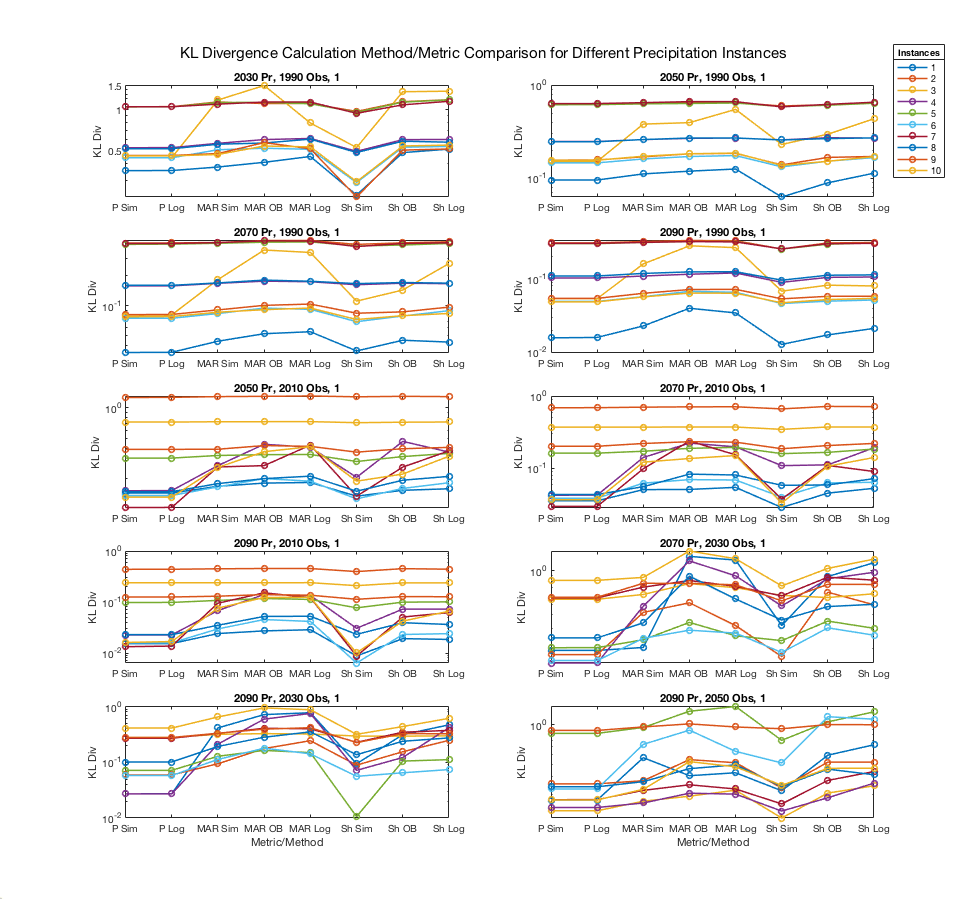 KL Divergence Calculation Method/Metric Comparison for Different Precipitation Instances
Instances
1
2
3
4
5
6
7
8
9
10
2030 Pr, 1990 Obs, 1
1.5
1
0.5
KL Div
P Sim P Log MAR Sim MAR OB MAR Log Sh Sim Sh OB Sh Log
2050 Pr, 1990 Obs, 1
10^0
10^-1
KL Div
P Sim P Log MAR Sim MAR OB MAR Log Sh Sim Sh OB Sh Log
2070 Pr, 1990 Obs, 1
10^-1
KL Div
P Sim P Log MAR Sim MAR OB MAR Log Sh Sim Sh OB Sh Log
2090 Pr, 1990 Obs, 1
10^-1
10^-2
KL Div
P Sim P Log MAR Sim MAR OB MAR Log Sh Sim Sh OB Sh Log
2050 Pr, 2010 Obs, 1
10^0
KL Div
P Sim P Log MAR Sim MAR OB MAR Log Sh Sim Sh OB Sh Log
2070 Pr, 2010 Obs, 1
10^0
10^-1
KL Div
P Sim P Log MAR Sim MAR OB MAR Log Sh Sim Sh OB Sh Log
2090 Pr, 2010 Obs, 1
10^0
10^-1
10^-2
KL Div
P Sim P Log MAR Sim MAR OB MAR Log Sh Sim Sh OB Sh Log
2070 Pr, 2030 Obs, 1
10^0
KL Div
P Sim P Log MAR Sim MAR OB MAR Log Sh Sim Sh OB Sh Log
2090 Pr, 2030 Obs, 1
10^0
10^-1
10^-2
KL Div
P Sim P Log MAR Sim MAR OB MAR Log Sh Sim Sh OB Sh Log
Metric/Method
2090 Pr, 2050 Obs, 1
10^0
KL Div
P Sim P Log MAR Sim MAR OB MAR Log Sh Sim Sh OB Sh Log
Metric/Method